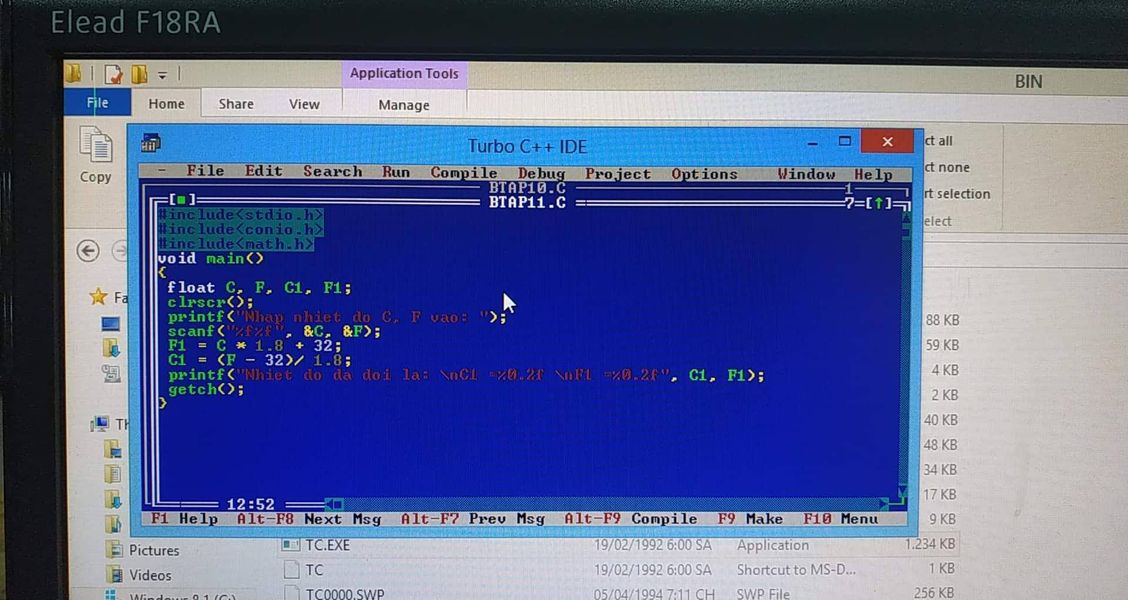 Elead F18RA
Application Tools
BIN
File Home Share View Manage
Copy
Turbo C++ IDE
ct all
ct none
rt selection
elect
- File Edit Search Run Compile Debug Project Options Window Help
BTAP10.C 1
[■] BTAP11.C 7=[↑]
#include<stdio.h>
#include<conio.h>
#include<math.h>
void main()
{
float C, F, C1, F1;
clrscr();
printf("Nhap nhiet do C, F vao: ");
scanf("%f%f", &C, &F);
F1 = C * 1.8 + 32;
C1 = (F - 32)/ 1.8;
printf("Nhiet do da doi la: \nC1 =%0.2f \nF1 =%0.2f", C1, F1);
getch();
}
12:52
F1 Help Alt-F8 Next Msg Alt-F7 Prev Msg Alt-F9 Compile F9 Make F10 Menu
Fa
Th
88 KB
59 KB
4 KB
2 KB
40 KB
48 KB
34 KB
17 KB
9 KB
Pictures
TC.EXE 19/02/1992 6:00 SA Application 1.234 KB
Videos
TC 19/02/1992 6:00 SA Shortcut to MS-D... 1 KB
Windows 8.1 (C:)
TC0000.SWP 05/04/1994 7:11 CH SWP File 256 KB